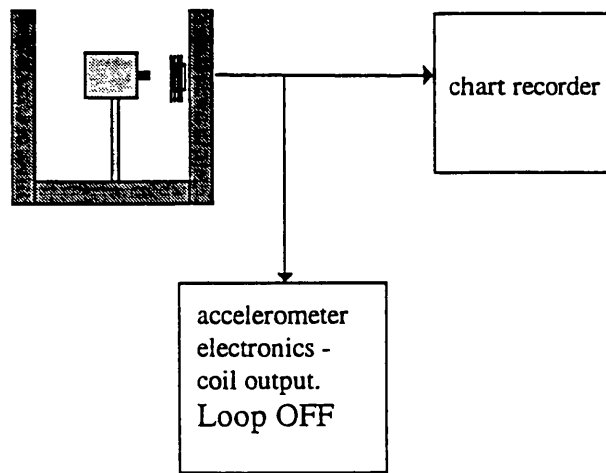 chart recorder
accelerometer
electronics -
coil output.
Loop OFF